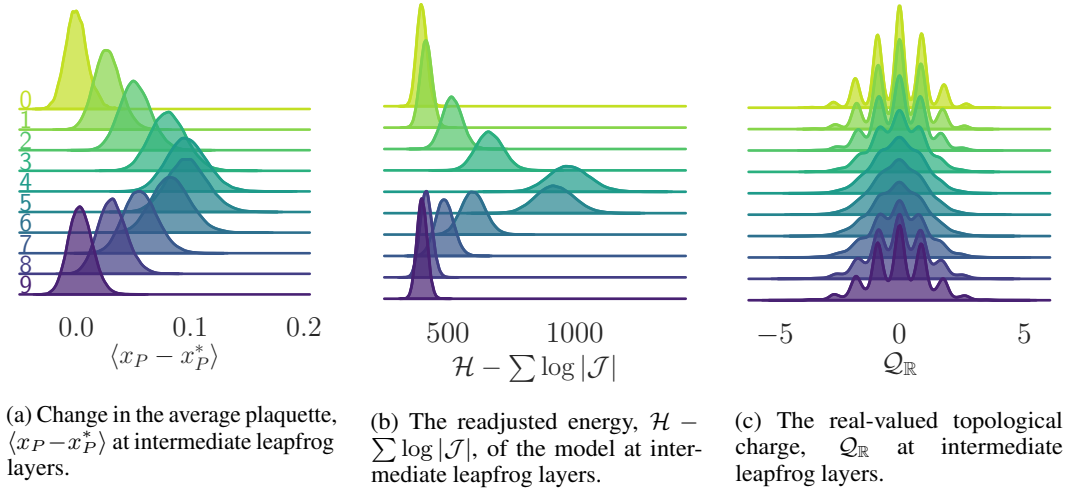 0
1
2
3
4
5
6
7
8
9
0.0 0.1 0.2
⟨x_P − x_P^*⟩
500 1000
ℋ − ∑ log |𝒥|
−5 0 5
𝒬_ℝ
(a) Change in the average plaquette,
⟨x_P−x_P^*⟩ at intermediate leapfrog
layers.
(b) The readjusted energy, ℋ −
∑ log |𝒥|, of the model at inter-
mediate leapfrog layers.
(c) The real-valued topological
charge, 𝒬_ℝ at intermediate
leapfrog layers.